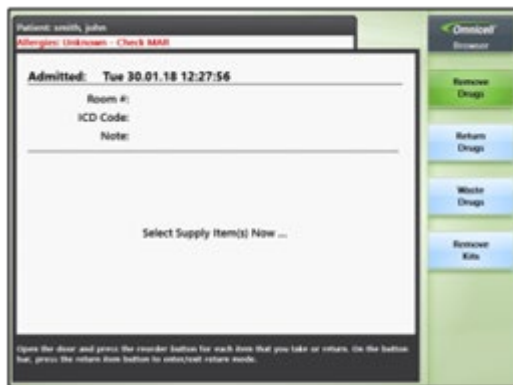 Patient: smith, john
Allergies: Unknown - Check MAR
Admitted: Tue 30.01.18 12:27:56
Room #:
ICD Code:
Note:
Select Supply Item(s) Now ...
Open the door and press the reorder button for each item that you take or return. On the button
bar, press the return item button to enter/exit return mode.
Omnicell
Browser
Remove
Drugs
Return
Drugs
Waste
Drugs
Remove
Kits